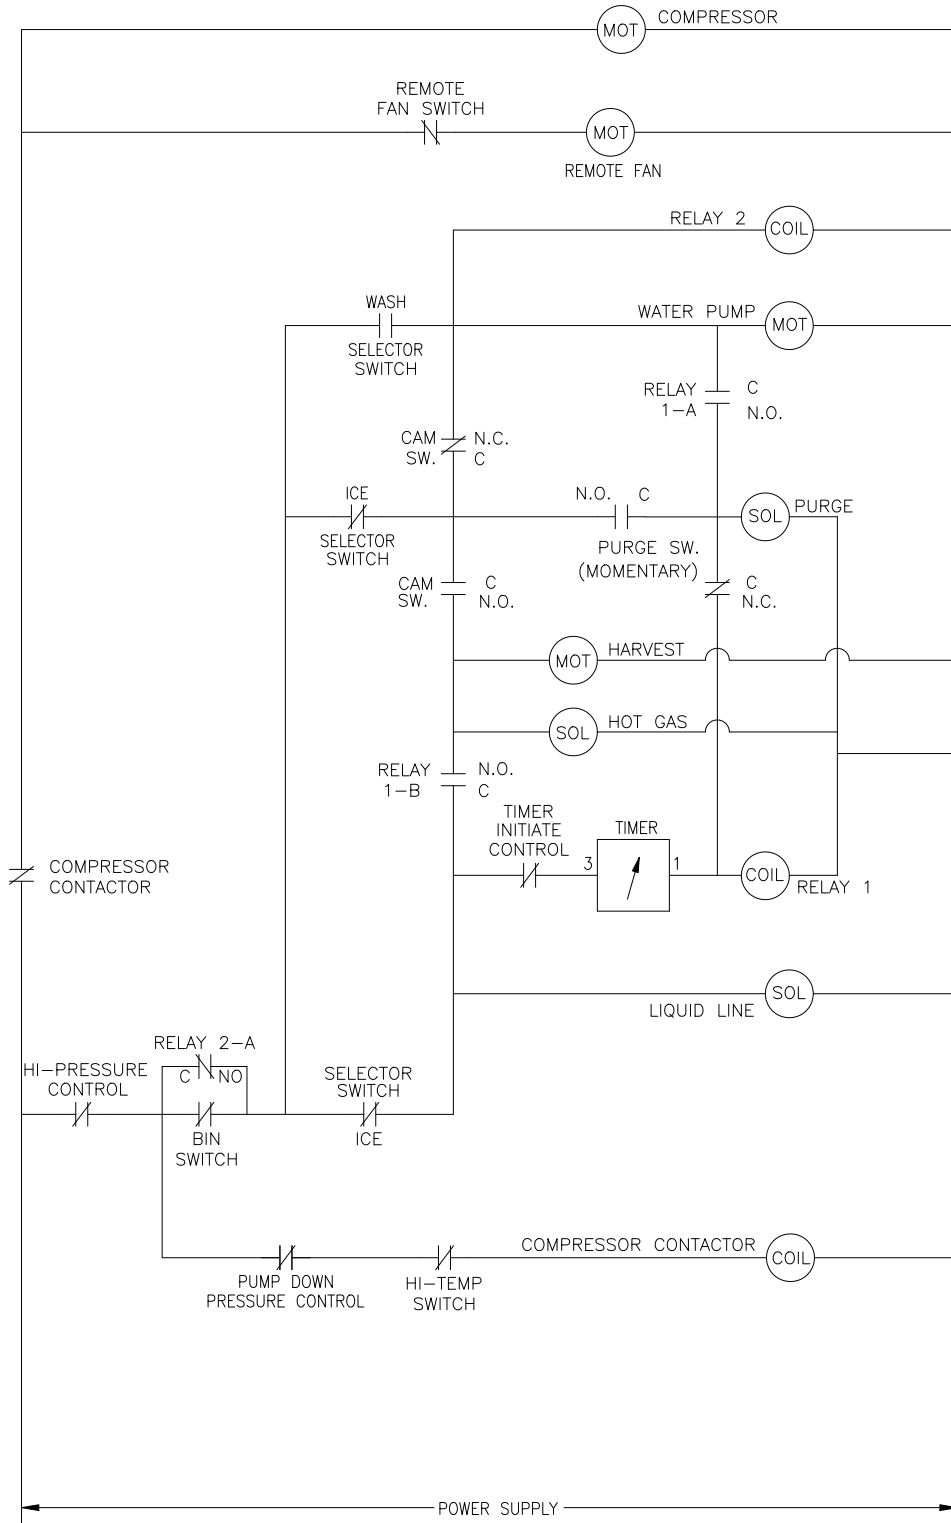 COMPRESSOR
MOT
REMOTE
FAN SWITCH
MOT
REMOTE FAN
RELAY 2
COIL
WASH
SELECTOR
SWITCH
WATER PUMP
MOT
RELAY
1-A
C
N.O.
CAM
SW.
N.C.
C
ICE
SELECTOR
SWITCH
N.O.
C
PURGE SW.
(MOMENTARY)
SOL
PURGE
CAM
SW.
C
N.O.
C
N.C.
MOT
HARVEST
SOL
HOT GAS
RELAY
1-B
N.O.
C
TIMER
INITIATE
CONTROL
TIMER
3
1
COIL
RELAY 1
COMPRESSOR
CONTACTOR
SOL
LIQUID LINE
HI-PRESSURE
CONTROL
RELAY 2-A
C
NO
BIN
SWITCH
SELECTOR
SWITCH
ICE
PUMP DOWN
PRESSURE CONTROL
HI-TEMP
SWITCH
COMPRESSOR CONTACTOR
COIL
POWER SUPPLY